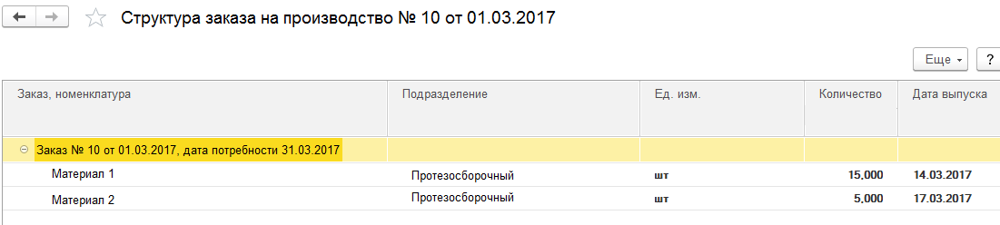 Структура заказа на производство № 10 от 01.03.2017
Еще ?
Заказ, номенклатура Подразделение Ед. изм. Количество Дата выпуска
Заказ № 10 от 01.03.2017, дата потребности 31.03.2017
Материал 1 Протезосборочный шт 15,000 14.03.2017
Материал 2 Протезосборочный шт 5,000 17.03.2017